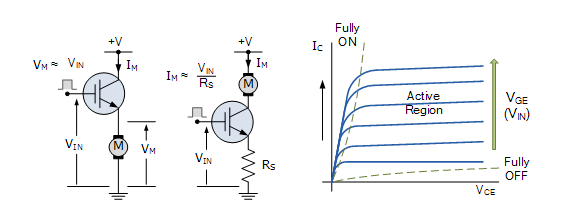 +V
VM ≈ VIN
IM
VIN
M
VM
+V
IM ≈ VIN
RS
IM
M
VIN
RS
Fully
ON
IC
Active
Region
VGE
(VIN)
Fully
OFF
VCE